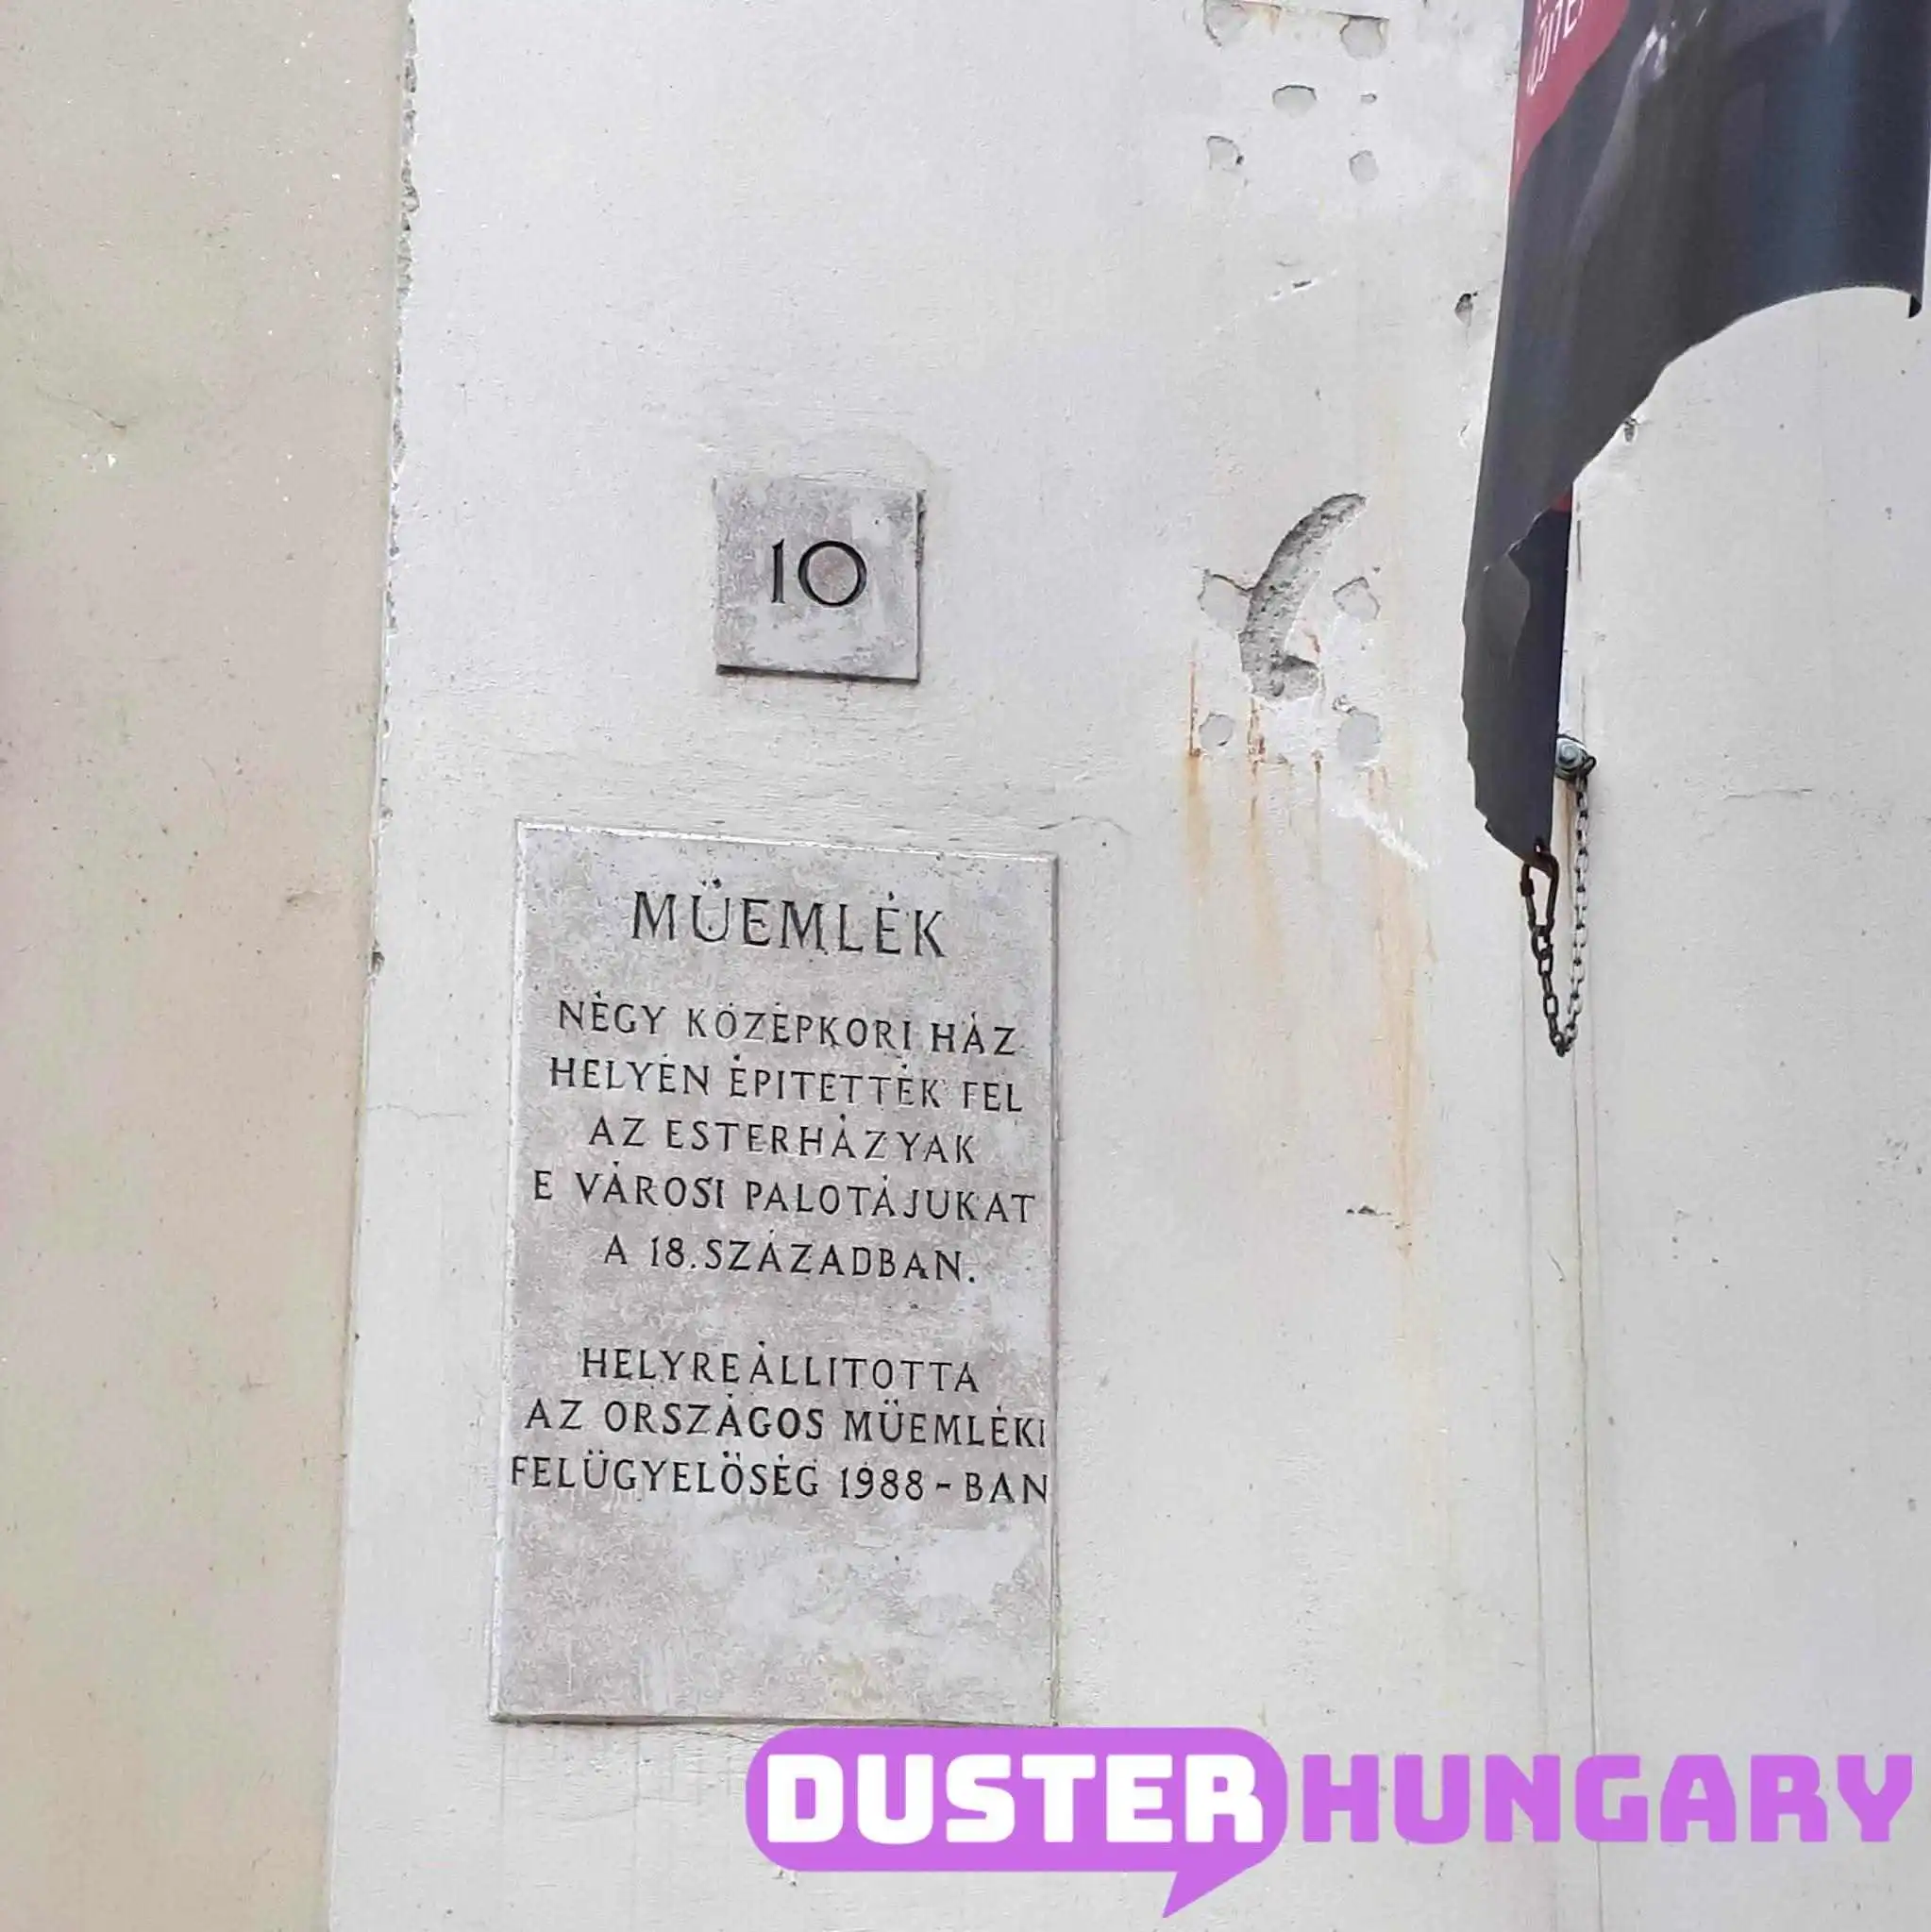 10
MŰEMLÉK
NÉGY KÖZÉPKORI HÁZ
HELYÉN ÉPITETTÉK FEL
AZ ESTERHÁZYAK
E VÁROSI PALOTÁJUKAT
A 18. SZÁZADBAN.
HELYREÁLLITOTTA
AZ ORSZÁGOS MŰEMLÉKI
FELÜGYELŐSÉG 1988-BAN
DUSTER HUNGARY